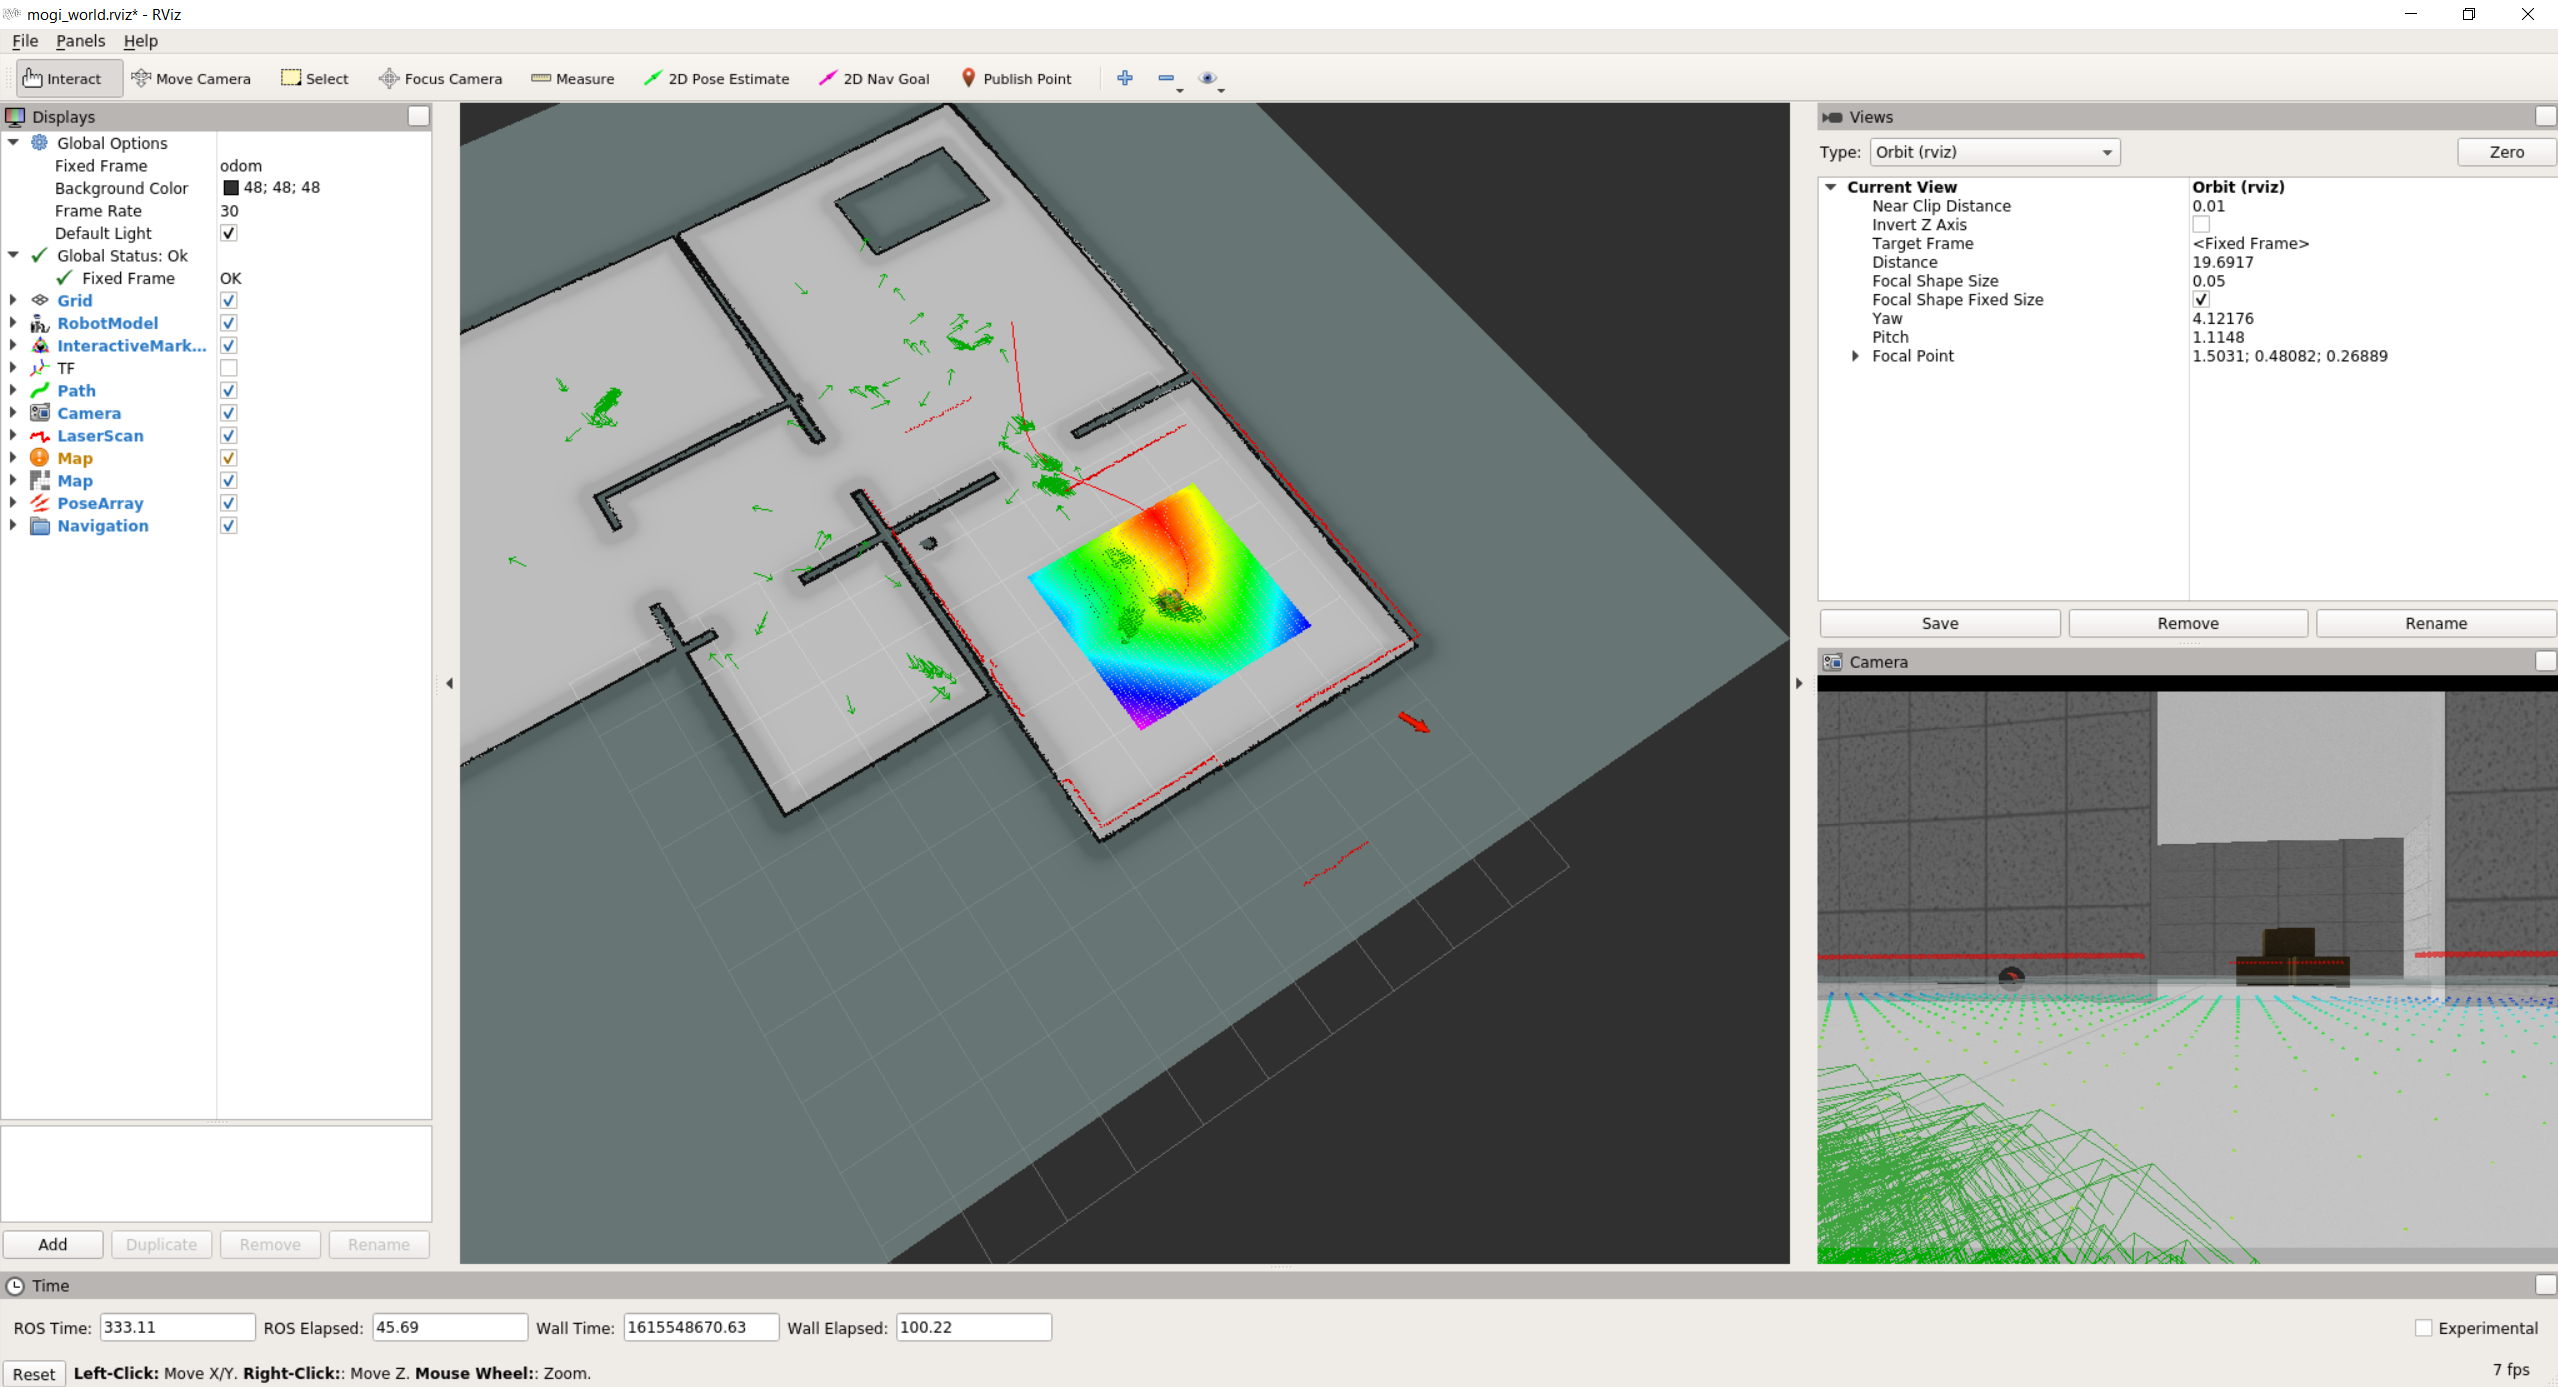 mogi_world.rviz* - RViz
File Panels Help
Interact Move Camera Select Focus Camera Measure 2D Pose Estimate 2D Nav Goal Publish Point
Displays
Global Options
Fixed Frame odom
Background Color 48; 48; 48
Frame Rate 30
Default Light
Global Status: Ok
Fixed Frame OK
Grid
RobotModel
InteractiveMark...
TF
Path
Camera
LaserScan
Map
Map
PoseArray
Navigation
Add Duplicate Remove Rename
Views
Type: Orbit (rviz) Zero
Current View Orbit (rviz)
Near Clip Distance 0.01
Invert Z Axis
Target Frame <Fixed Frame>
Distance 19.6917
Focal Shape Size 0.05
Focal Shape Fixed Size
Yaw 4.12176
Pitch 1.1148
Focal Point 1.5031; 0.48082; 0.26889
Save Remove Rename
Camera
Time
ROS Time: 333.11 ROS Elapsed: 45.69 Wall Time: 1615548670.63 Wall Elapsed: 100.22 Experimental
Reset Left-Click: Move X/Y. Right-Click:: Move Z. Mouse Wheel:: Zoom. 7 fps